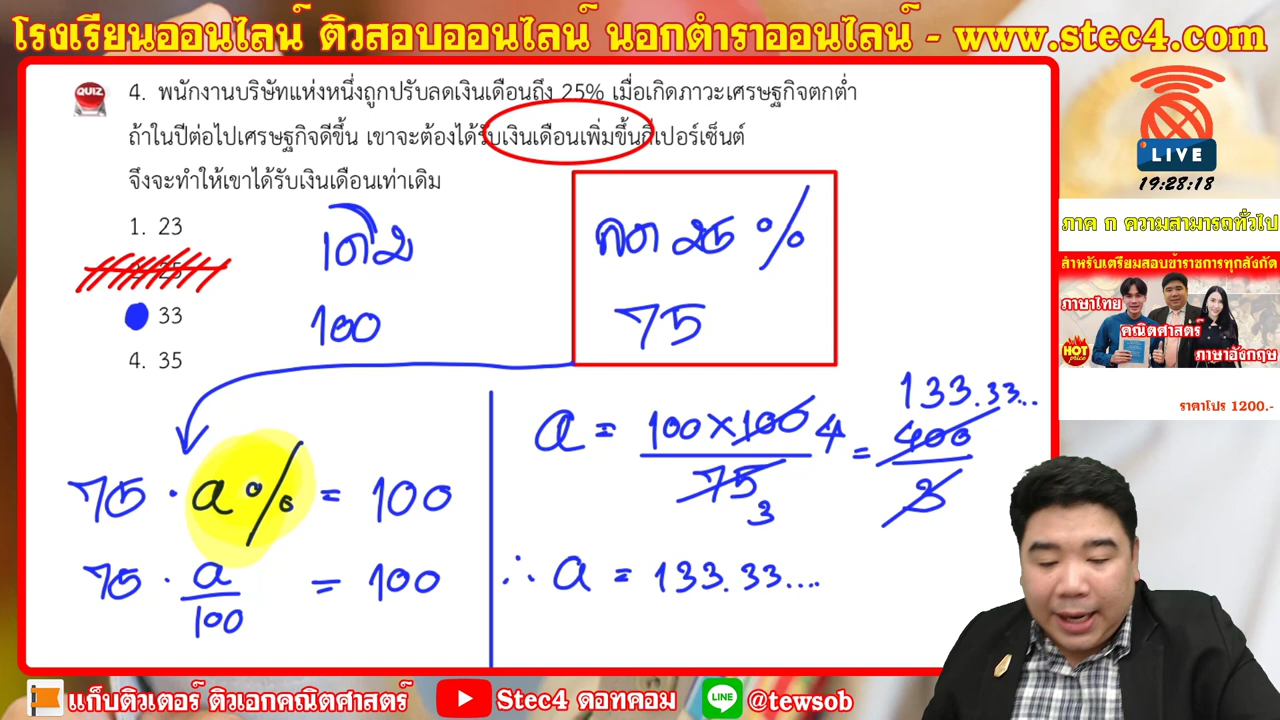 โรงเรียนออนไลน์ ติวสอบออนไลน์ นอกตำราออนไลน์ - www.stec4.com
QUIZ
4. พนักงานบริษัทแห่งหนึ่งถูกปรับลดเงินเดือนถึง 25% เมื่อเกิดภาวะเศรษฐกิจตกต่ำ
ถ้าในปีต่อไปเศรษฐกิจดีขึ้น เขาจะต้องได้รับเงินเดือนเพิ่มขึ้นกี่เปอร์เซ็นต์
จึงจะทำให้เขาได้รับเงินเดือนเท่าเดิม
1. 23
2. 25
33
4. 35
เดิม
100
ลด 25 %
75
75 · a% = 100
75 · a/100 = 100
a = 100 × 100 4 / 75 3 = 400 / 3 133.33...
∴ a = 133.33....
LIVE
19:28:18
ภาค ก ความสามารถทั่วไป
สำหรับเตรียมสอบข้าราชการทุกสังกัด
ภาษาไทย
คณิตศาสตร์
ภาษาอังกฤษ
HOT
price
ราคาโปร 1200.-
แก็บติวเตอร์ ติวเอกคณิตศาสตร์
Stec4 ดอทคอม
LINE
@tewsob